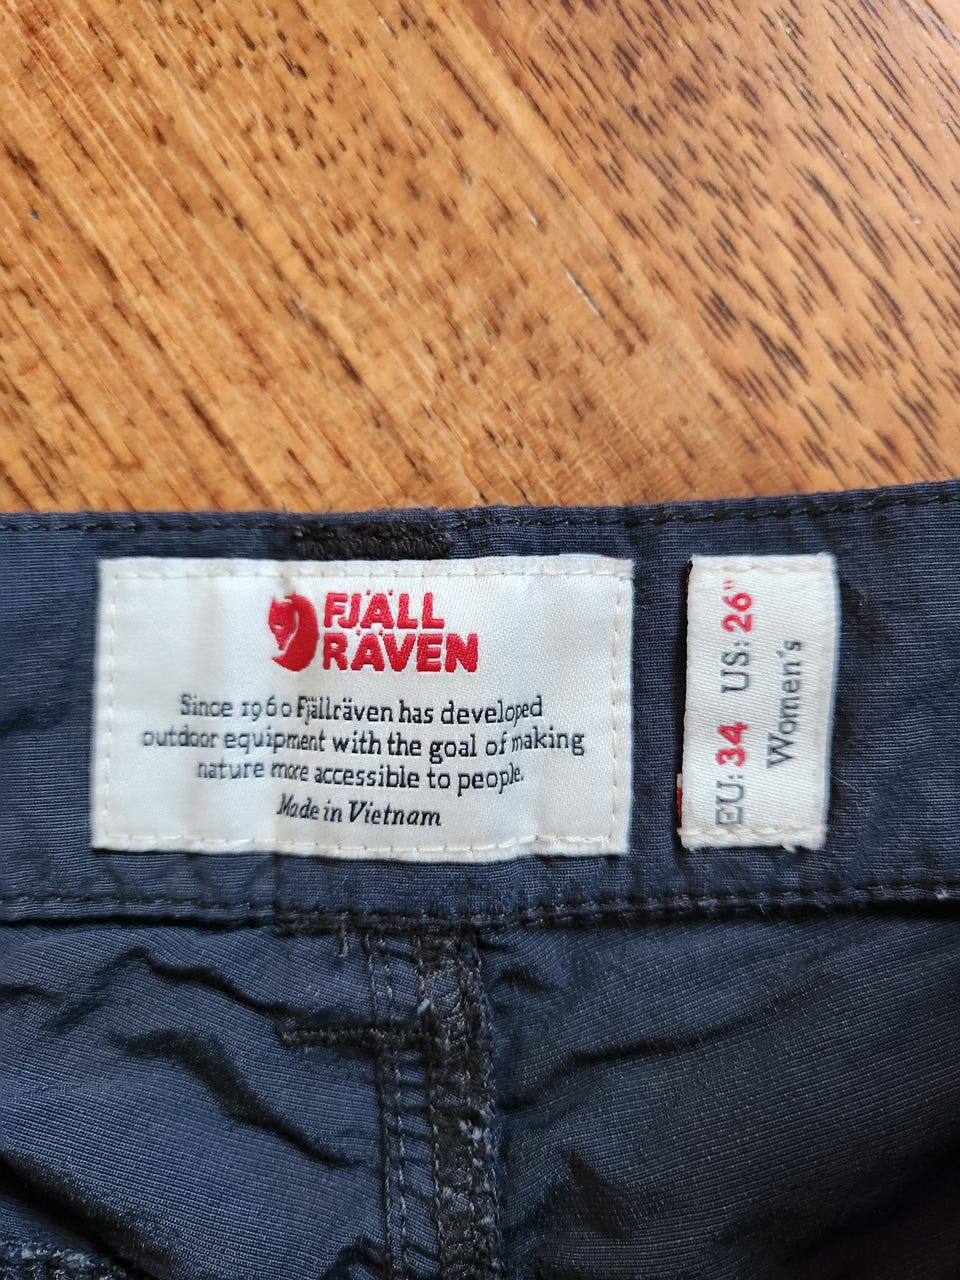 FJÄLL
RÄVEN
Since 1960 Fjällräven has developed
outdoor equipment with the goal of making
nature more accessible to people.
Made in Vietnam
EU: 34 US: 26"
Women's